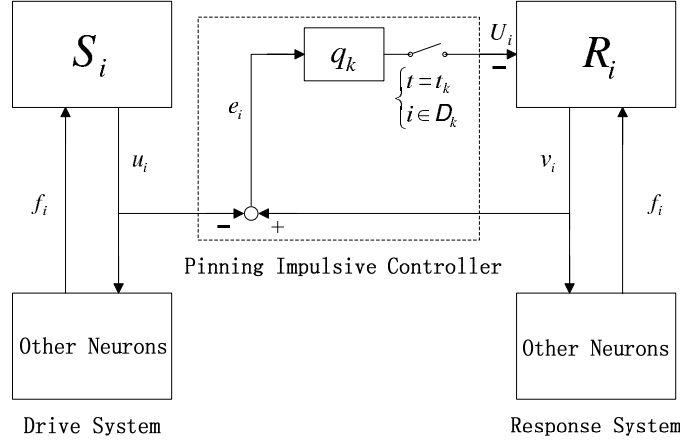 S_i
q_k
U_i
−
R_i
t = t_k
i ∈ D_k
e_i
u_i
v_i
f_i
f_i
− +
Pinning Impulsive Controller
Other Neurons
Other Neurons
Drive System
Response System